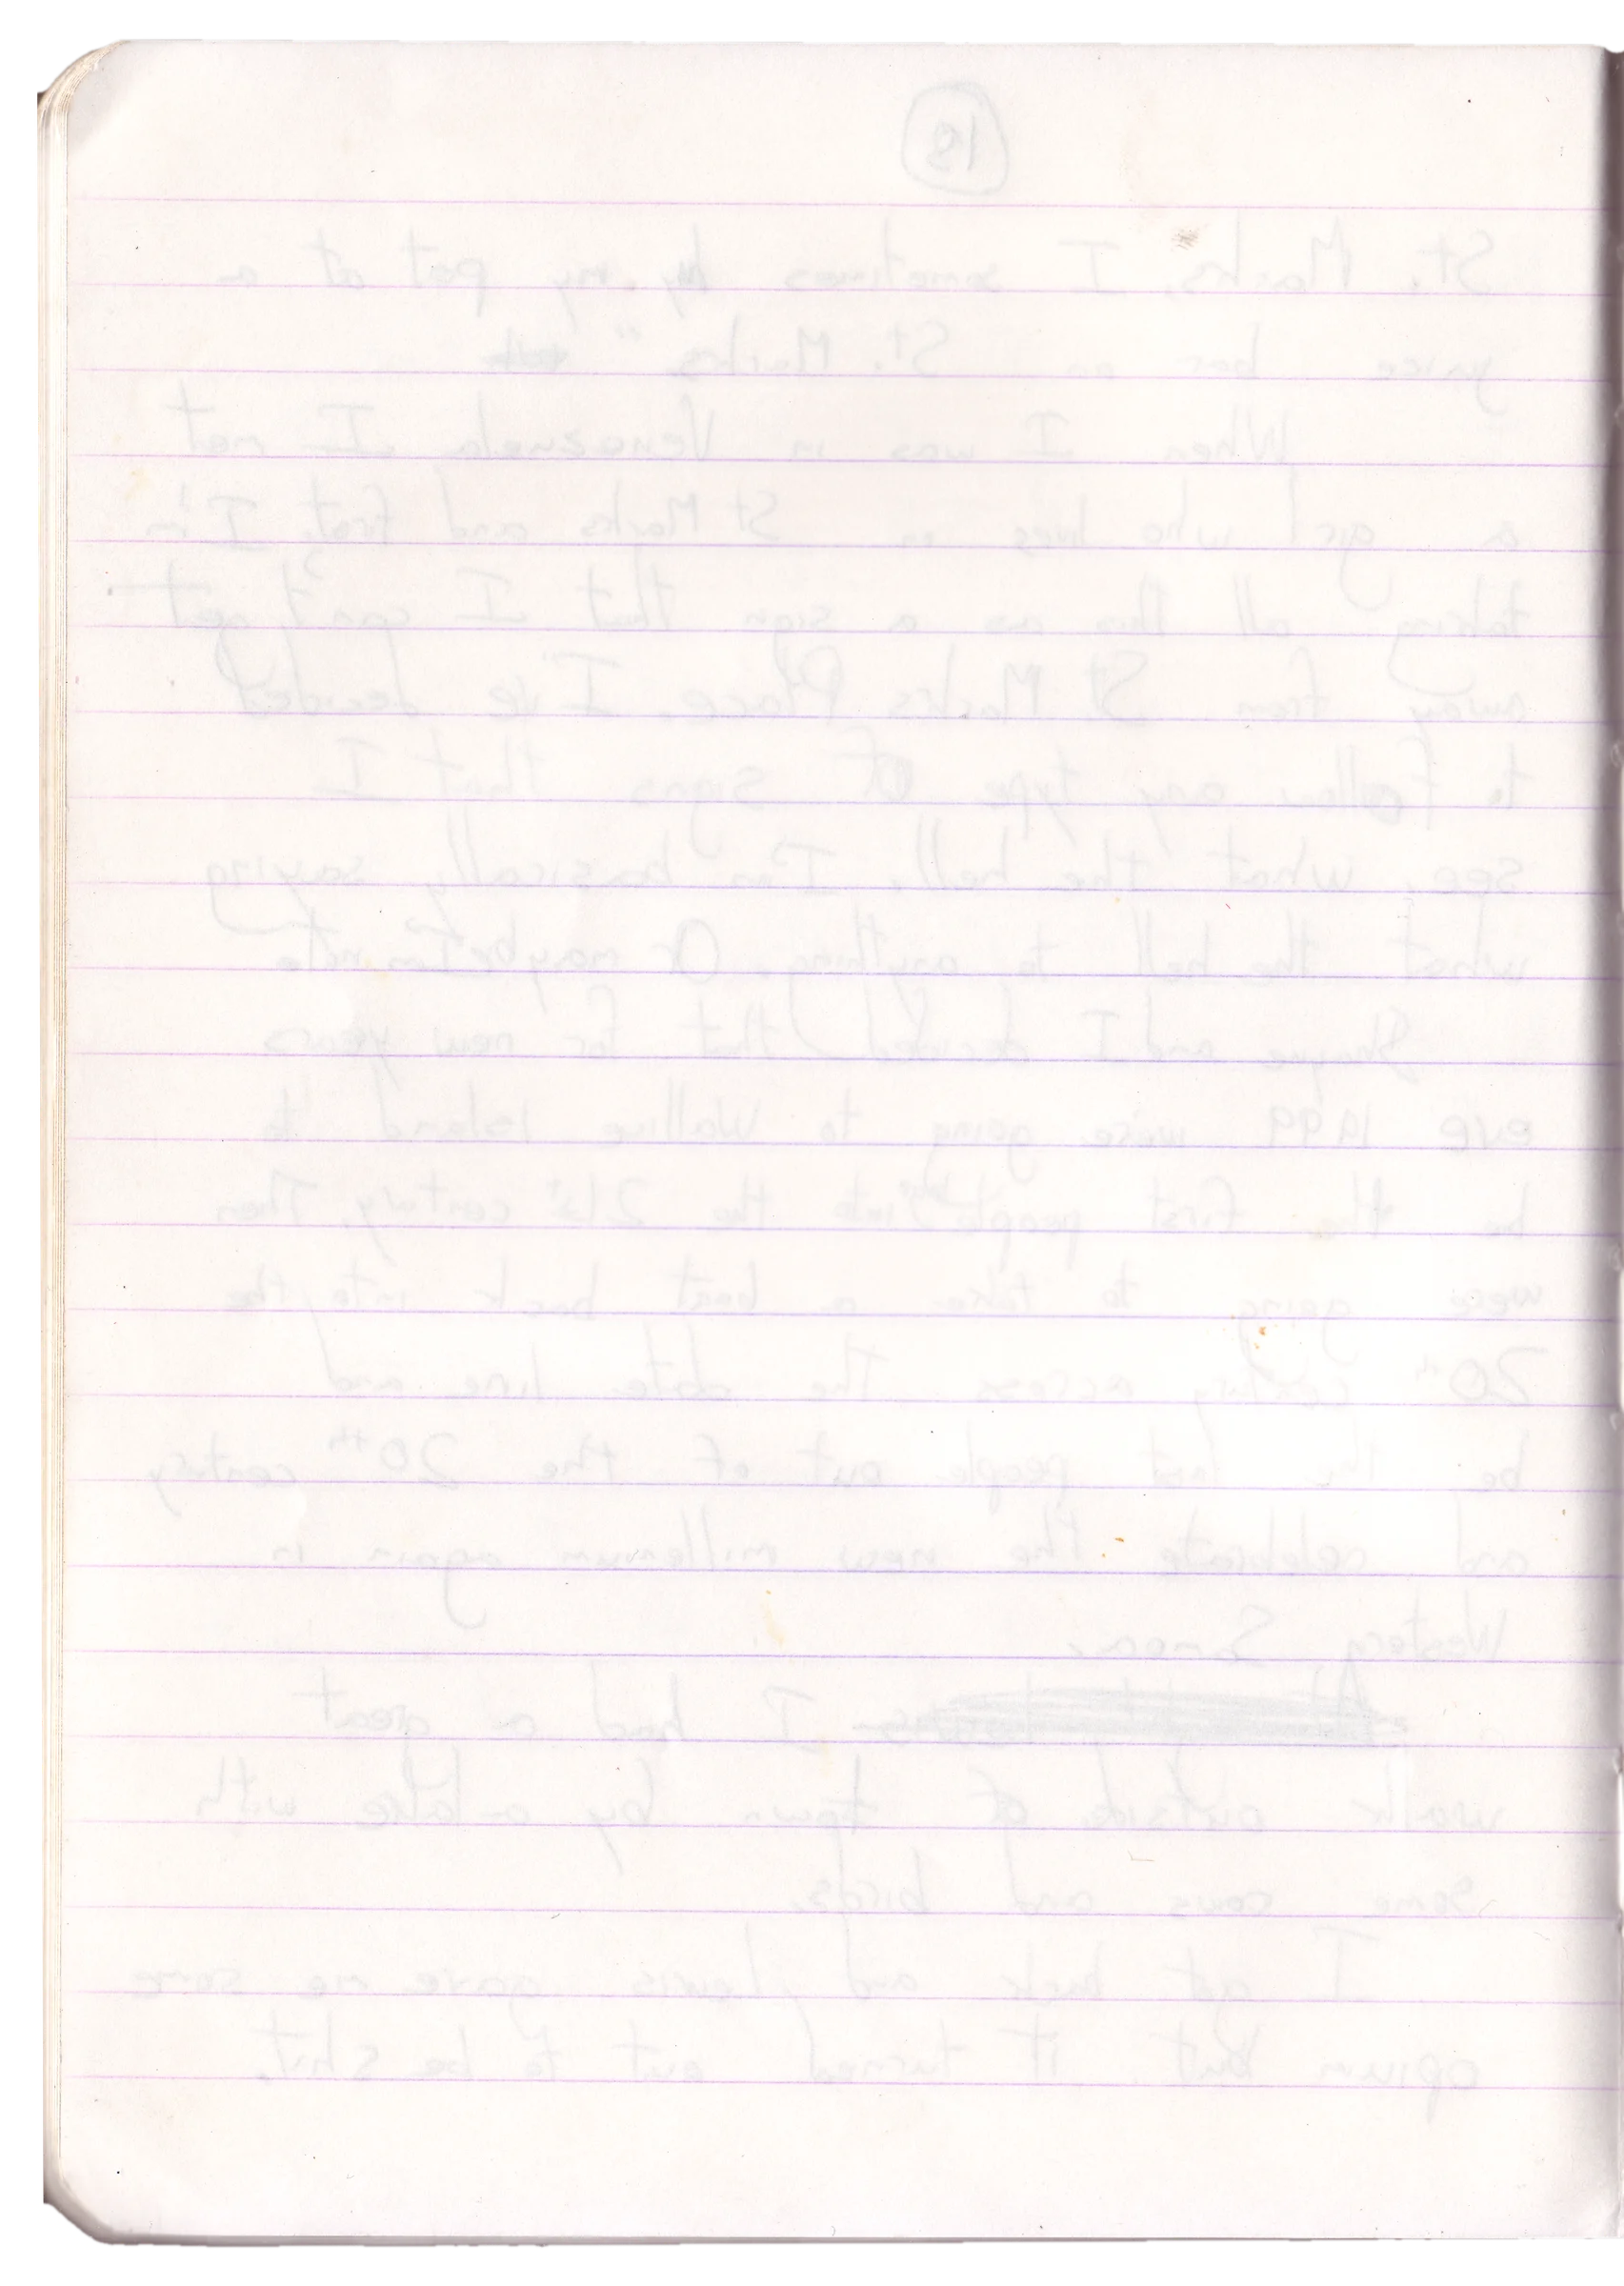 18
St. Marks, I sometimes buy my pot at a
juice bar on St. Marks."
When I was in Venezuela I met
a girl who lives on St Marks and first, I'm
taking all this as a sign that I can't get
away from St. Marks Place. I've decided
to follow any type of signs that I
see, what the hell. I'm basically saying
what the hell to anything. Or maybe I'm not
Shayne and I decided that for new years
eve 1999 we're going to Island to
be the first people into the 21st century. Then
were going to take a boat back into the
20th century across the date line and
be the last people out of the 20th century
and celebrate the new millenium again in
Western Samoa.
I had a great
walk outside of town by a lake with
some cows and birds.
I got back and Lewis gave me some
opium but it turned out to be shit.